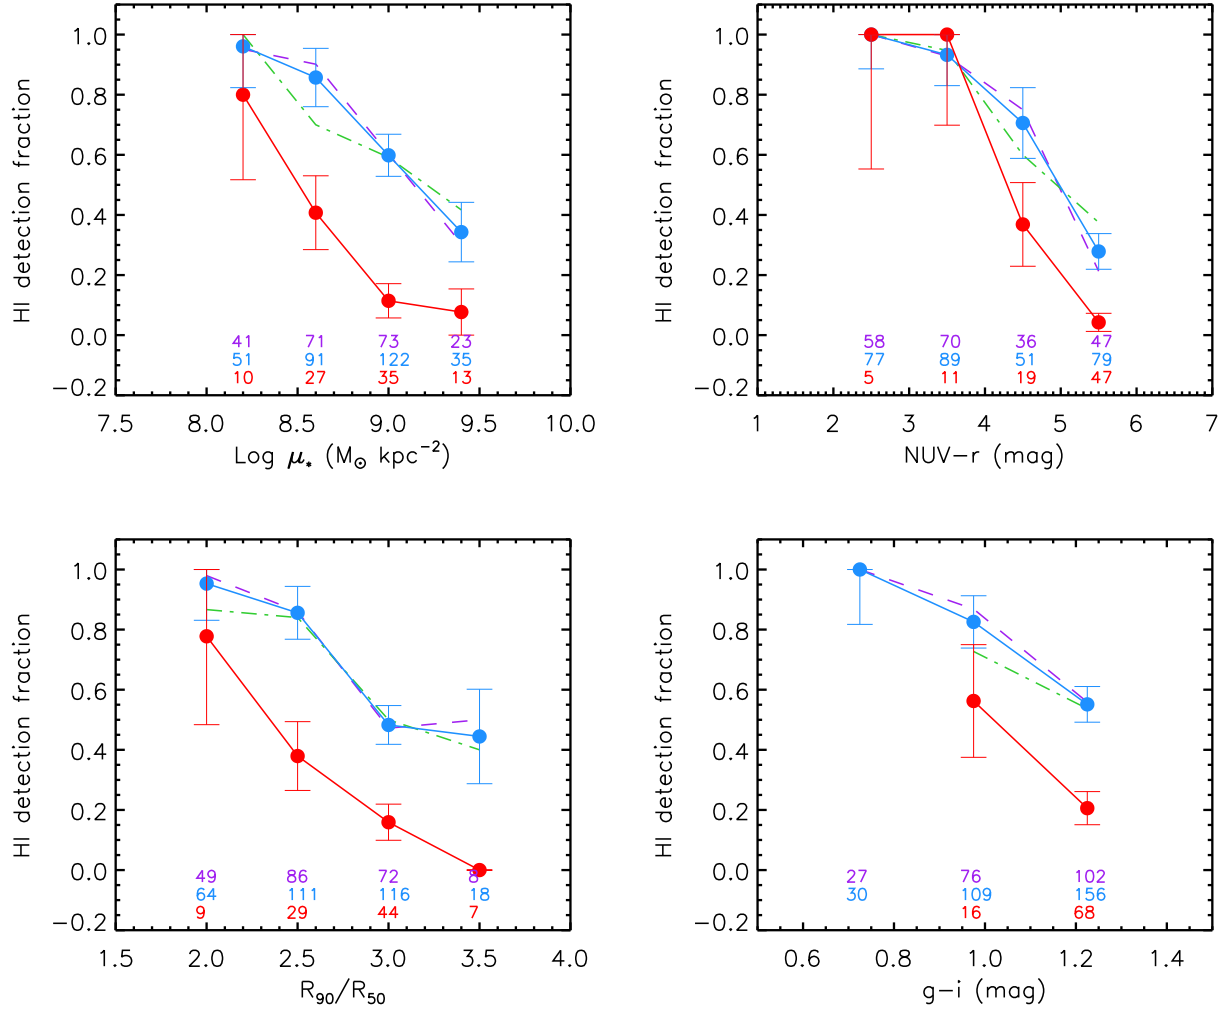 1.0
0.8
0.6
0.4
0.2
0.0
−0.2
HI detection fraction
41 71 73 23
51 91 122 35
10 27 35 13
7.5 8.0 8.5 9.0 9.5 10.0
Log μ* (M⊙ kpc−2)
1.0
0.8
0.6
0.4
0.2
0.0
−0.2
HI detection fraction
58 70 36 47
77 89 51 79
5 11 19 47
1 2 3 4 5 6 7
NUV−r (mag)
1.0
0.8
0.6
0.4
0.2
0.0
−0.2
HI detection fraction
49 86 72 8
64 111 116 18
9 29 44 7
1.5 2.0 2.5 3.0 3.5 4.0
R90/R50
1.0
0.8
0.6
0.4
0.2
0.0
−0.2
HI detection fraction
27 76 102
30 109 156
16 68
0.6 0.8 1.0 1.2 1.4
g−i (mag)